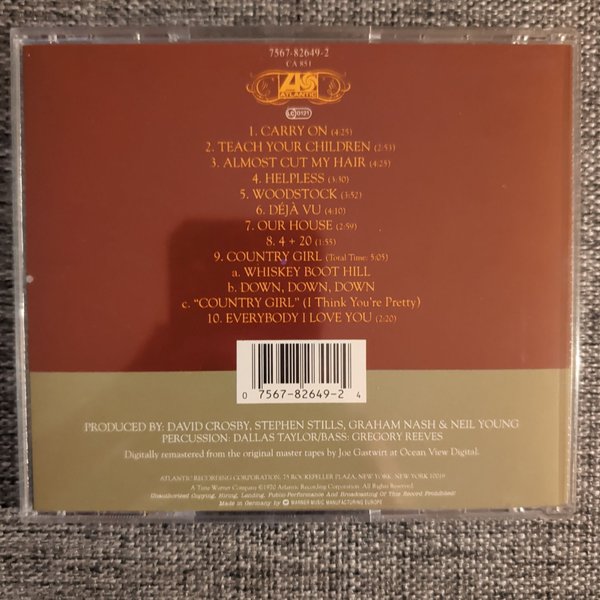 7567-82649-2
CA 851
ATLANTIC
LC 0121
1. CARRY ON (4:25)
2. TEACH YOUR CHILDREN (2:53)
3. ALMOST CUT MY HAIR (4:25)
4. HELPLESS (3:30)
5. WOODSTOCK (3:52)
6. DÉJÀ VU (4:10)
7. OUR HOUSE (2:59)
8. 4 + 20 (1:55)
9. COUNTRY GIRL (Total Time: 5:05)
a. WHISKEY BOOT HILL
b. DOWN, DOWN, DOWN
c. “COUNTRY GIRL” (I Think You're Pretty)
10. EVERYBODY I LOVE YOU (2:20)
0 7567-82649-2 4
PRODUCED BY: DAVID CROSBY, STEPHEN STILLS, GRAHAM NASH & NEIL YOUNG
PERCUSSION: DALLAS TAYLOR/BASS: GREGORY REEVES
Digitally remastered from the original master tapes by Joe Gastwirt at Ocean View Digital.
ATLANTIC RECORDING CORPORATION, 75 ROCKEFELLER PLAZA, NEW YORK, NEW YORK 10019
A Time Warner Company ©1970 Atlantic Recording Corporation. All Rights Reserved.
Unauthorised Copying, Hiring, Lending, Public Performance And Broadcasting Of This Record Prohibited!
Made in Germany by WARNER MUSIC MANUFACTURING EUROPE